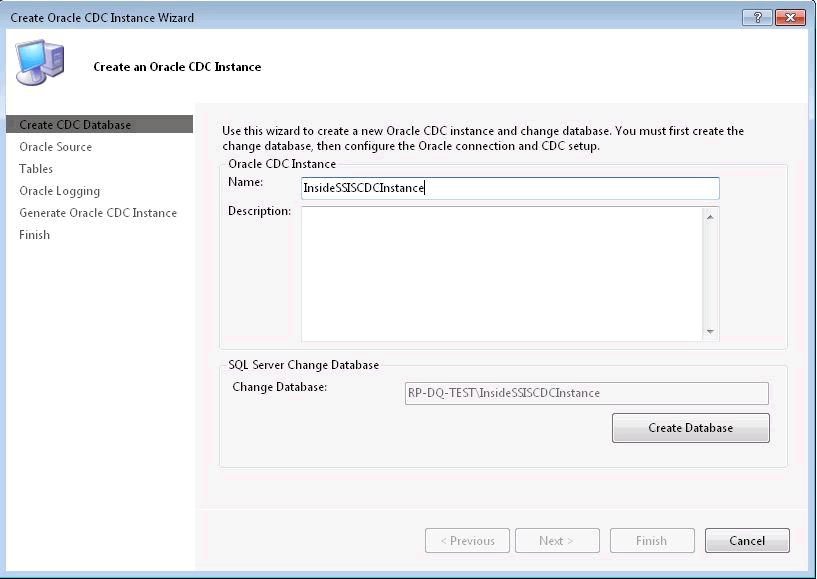 Create Oracle CDC Instance Wizard
?
Create an Oracle CDC Instance
Create CDC Database
Oracle Source
Tables
Oracle Logging
Generate Oracle CDC Instance
Finish
Use this wizard to create a new Oracle CDC instance and change database. You must first create the
change database, then configure the Oracle connection and CDC setup.
Oracle CDC Instance
Name: InsideSSISCDCInstance
Description:
SQL Server Change Database
Change Database: RP-DQ-TEST\InsideSSISCDCInstance
Create Database
< Previous Next > Finish Cancel